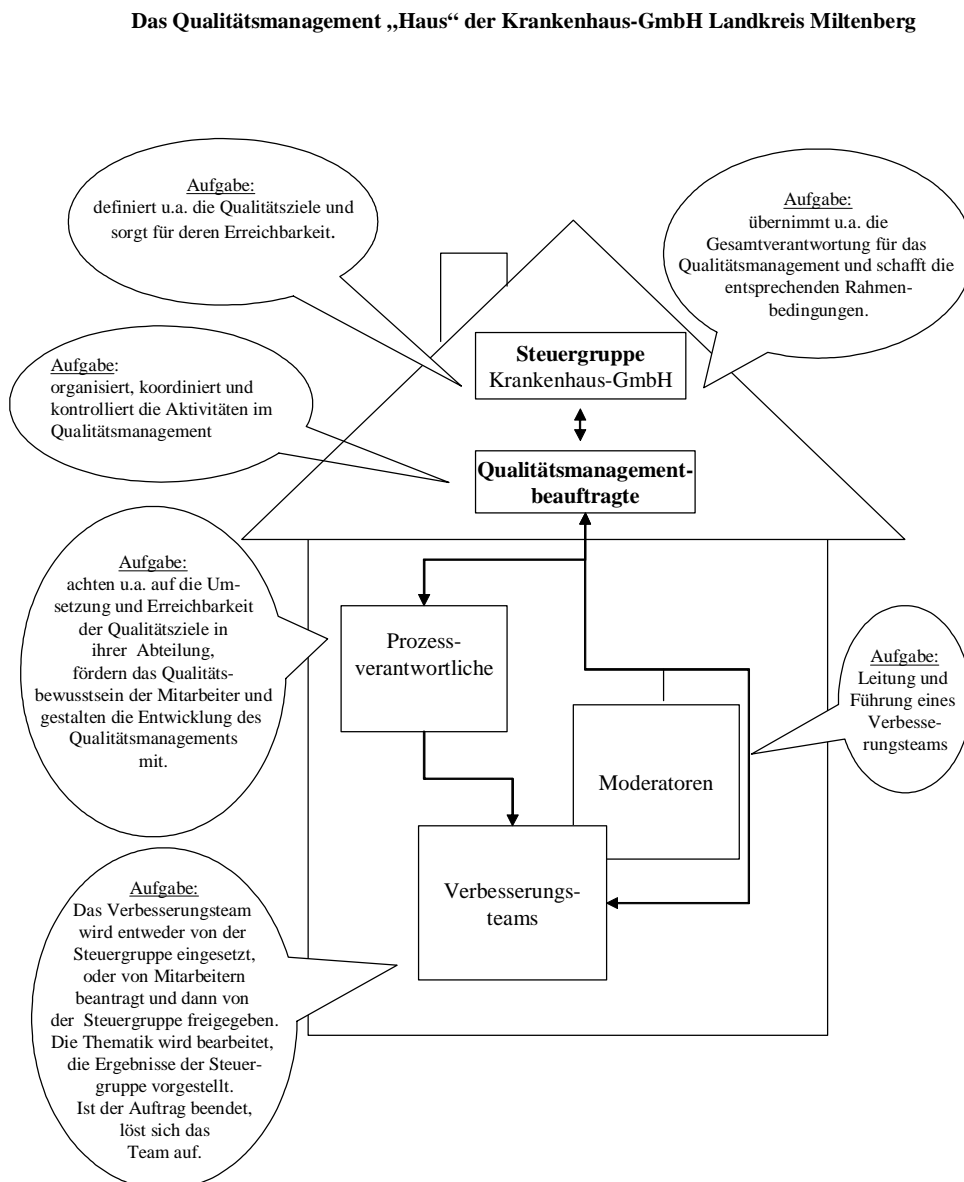 Das Qualitätsmanagement „Haus“ der Krankenhaus-GmbH Landkreis Miltenberg
Aufgabe:
definiert u.a. die Qualitätsziele und
sorgt für deren Erreichbarkeit.
Aufgabe:
übernimmt u.a. die
Gesamtverantwortung für das
Qualitätsmanagement und schafft die
entsprechenden Rahmen-
bedingungen.
Steuergruppe
Krankenhaus-GmbH
Aufgabe:
organisiert, koordiniert und
kontrolliert die Aktivitäten im
Qualitätsmanagement
Qualitätsmanagement-
beauftragte
Aufgabe:
achten u.a. auf die Um-
setzung und Erreichbarkeit
der Qualitätsziele in
ihrer Abteilung,
fördern das Qualitäts-
bewusstsein der Mitarbeiter und
gestalten die Entwicklung des
Qualitätsmanagements
mit.
Prozess-
verantwortliche
Aufgabe:
Leitung und
Führung eines
Verbesse-
rungsteams
Moderatoren
Verbesserungs-
teams
Aufgabe:
Das Verbesserungsteam
wird entweder von der
Steuergruppe eingesetzt,
oder von Mitarbeitern
beantragt und dann von
der Steuergruppe freigegeben.
Die Thematik wird bearbeitet,
die Ergebnisse der Steuer-
gruppe vorgestellt.
Ist der Auftrag beendet,
löst sich das
Team auf.